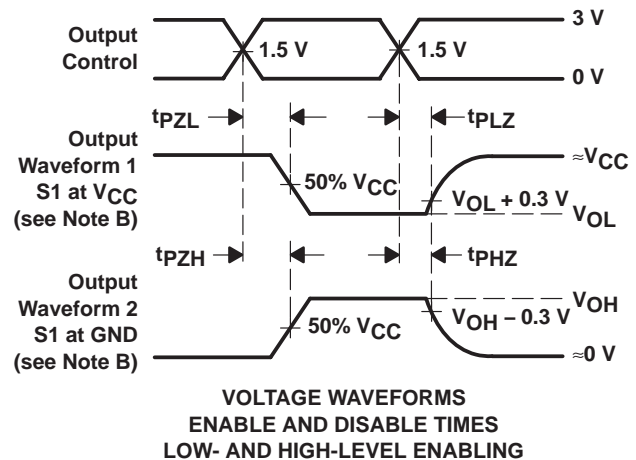 Output
Control
1.5 V
1.5 V
3 V
0 V
tPZL
tPLZ
Output
Waveform 1
S1 at VCC
(see Note B)
50% VCC
≈VCC
VOL + 0.3 V
VOL
tPZH
tPHZ
Output
Waveform 2
S1 at GND
(see Note B)
50% VCC
VOH
VOH – 0.3 V
≈0 V
VOLTAGE WAVEFORMS
ENABLE AND DISABLE TIMES
LOW- AND HIGH-LEVEL ENABLING